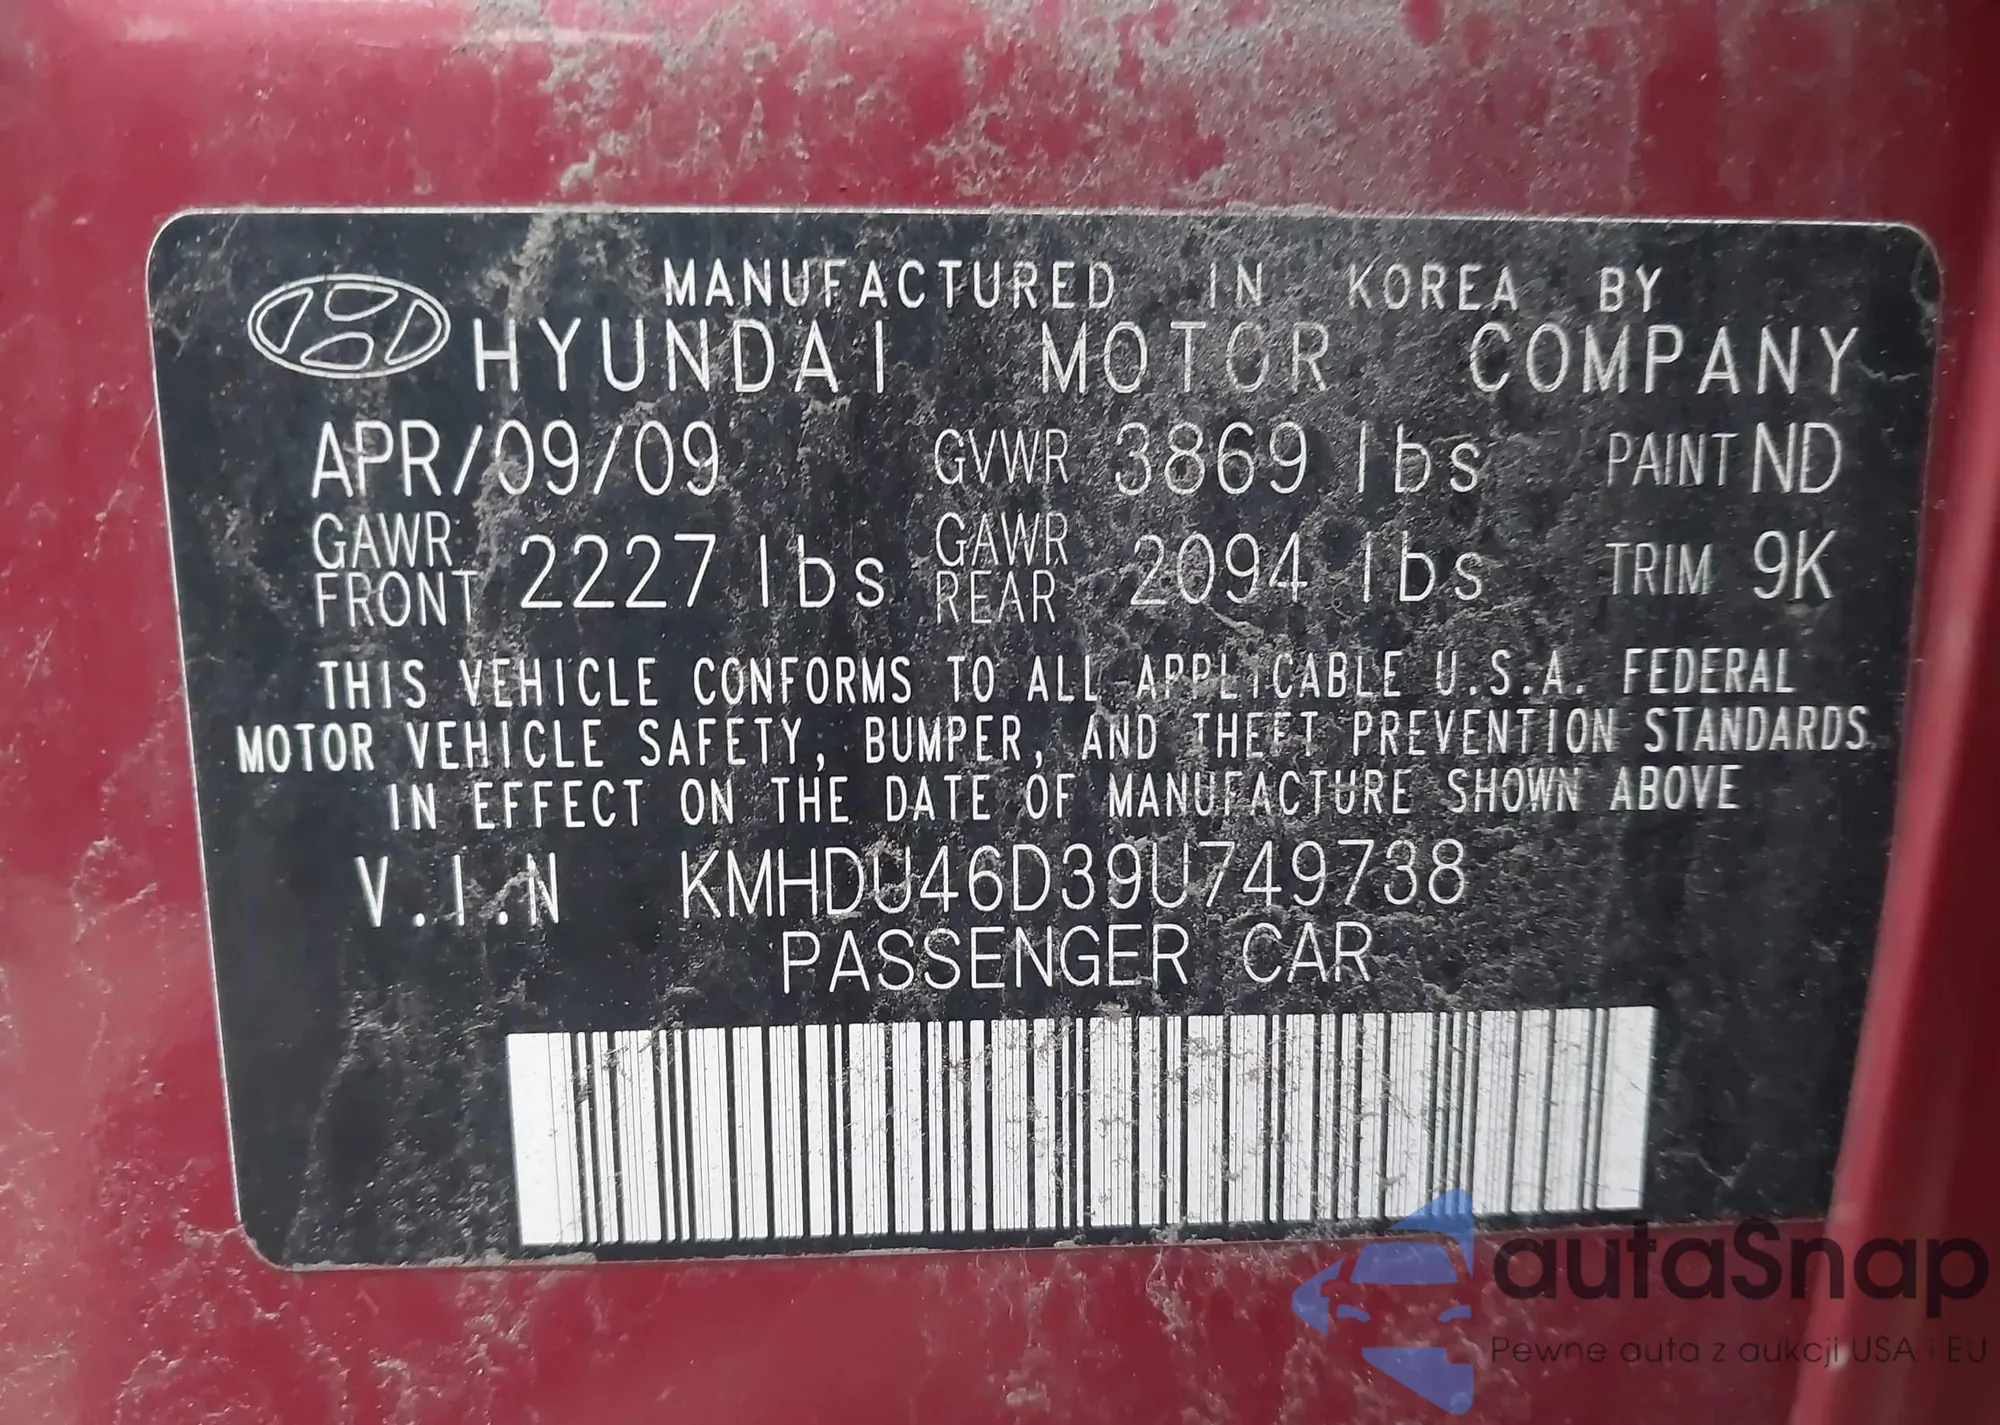 MANUFACTURED IN KOREA BY
HYUNDAI MOTOR COMPANY
APR/09/09 GVWR 3869 lbs PAINT ND
GAWR FRONT 2227 lbs GAWR REAR 2094 lbs TRIM 9K
THIS VEHICLE CONFORMS TO ALL APPLICABLE U.S.A. FEDERAL
MOTOR VEHICLE SAFETY, BUMPER, AND THEFT PREVENTION STANDARDS
IN EFFECT ON THE DATE OF MANUFACTURE SHOWN ABOVE
V.I.N KMHDU46D39U749738
PASSENGER CAR
autaSnap
Pewne auta z aukcji USA i EU